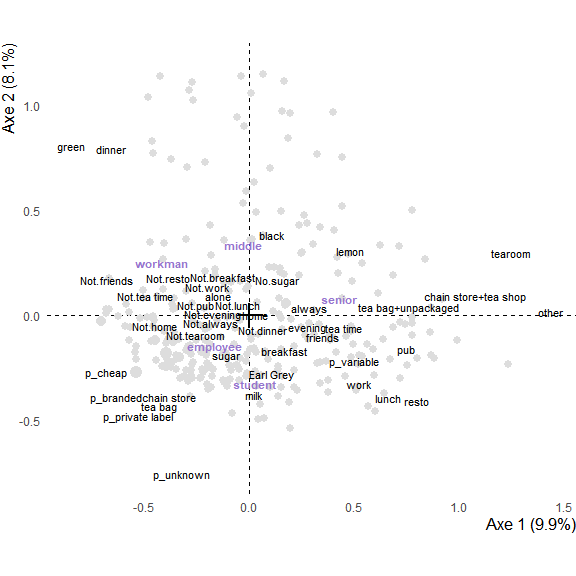 Axe 2 (8.1%)
1.0
0.5
0.0
-0.5
green
dinner
black
middle
lemon
tearoom
workman
Not.friends
Not.resto
Not.breakfast
No.sugar
Not.work
Not.tea time
alone
senior
chain store+tea shop
Not.pub
Not.lunch
always
tea bag+unpackaged
other
Not.evening
home
Not.home
Not.always
Not.dinner
evening
tea time
Not.tearoom
friends
employee
sugar
breakfast
pub
p_variable
p_cheap
Earl Grey
student
work
p_branded
chain store
milk
lunch
resto
tea bag
p_private label
p_unknown
-0.5
0.0
0.5
1.0
1.5
Axe 1 (9.9%)